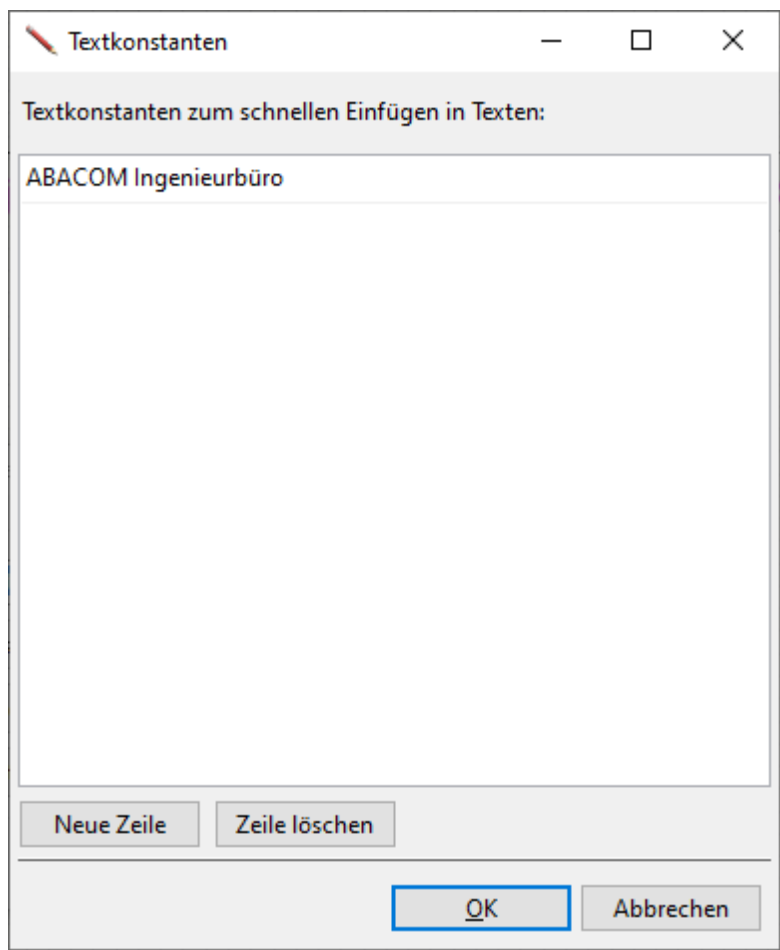 Textkonstanten
Textkonstanten zum schnellen Einfügen in Texten:
ABACOM Ingenieurbüro
Neue Zeile Zeile löschen
OK Abbrechen